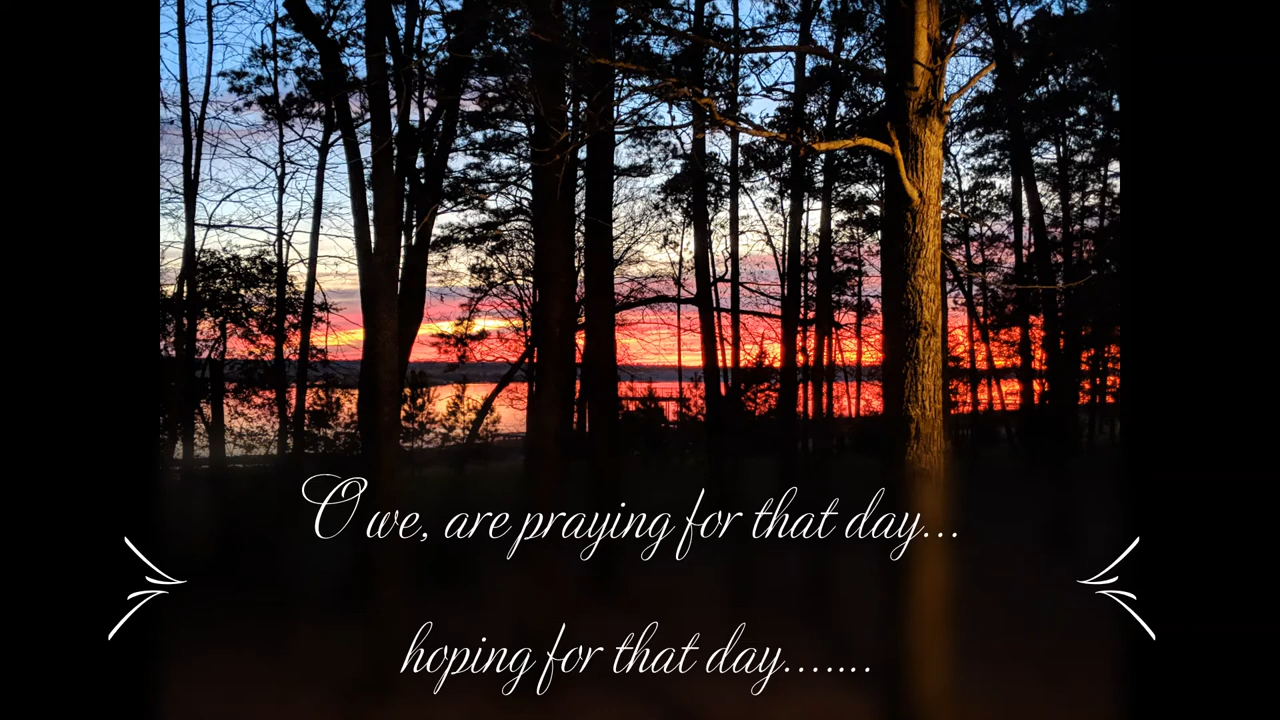 O we, are praying for that day...
hoping for that day.......